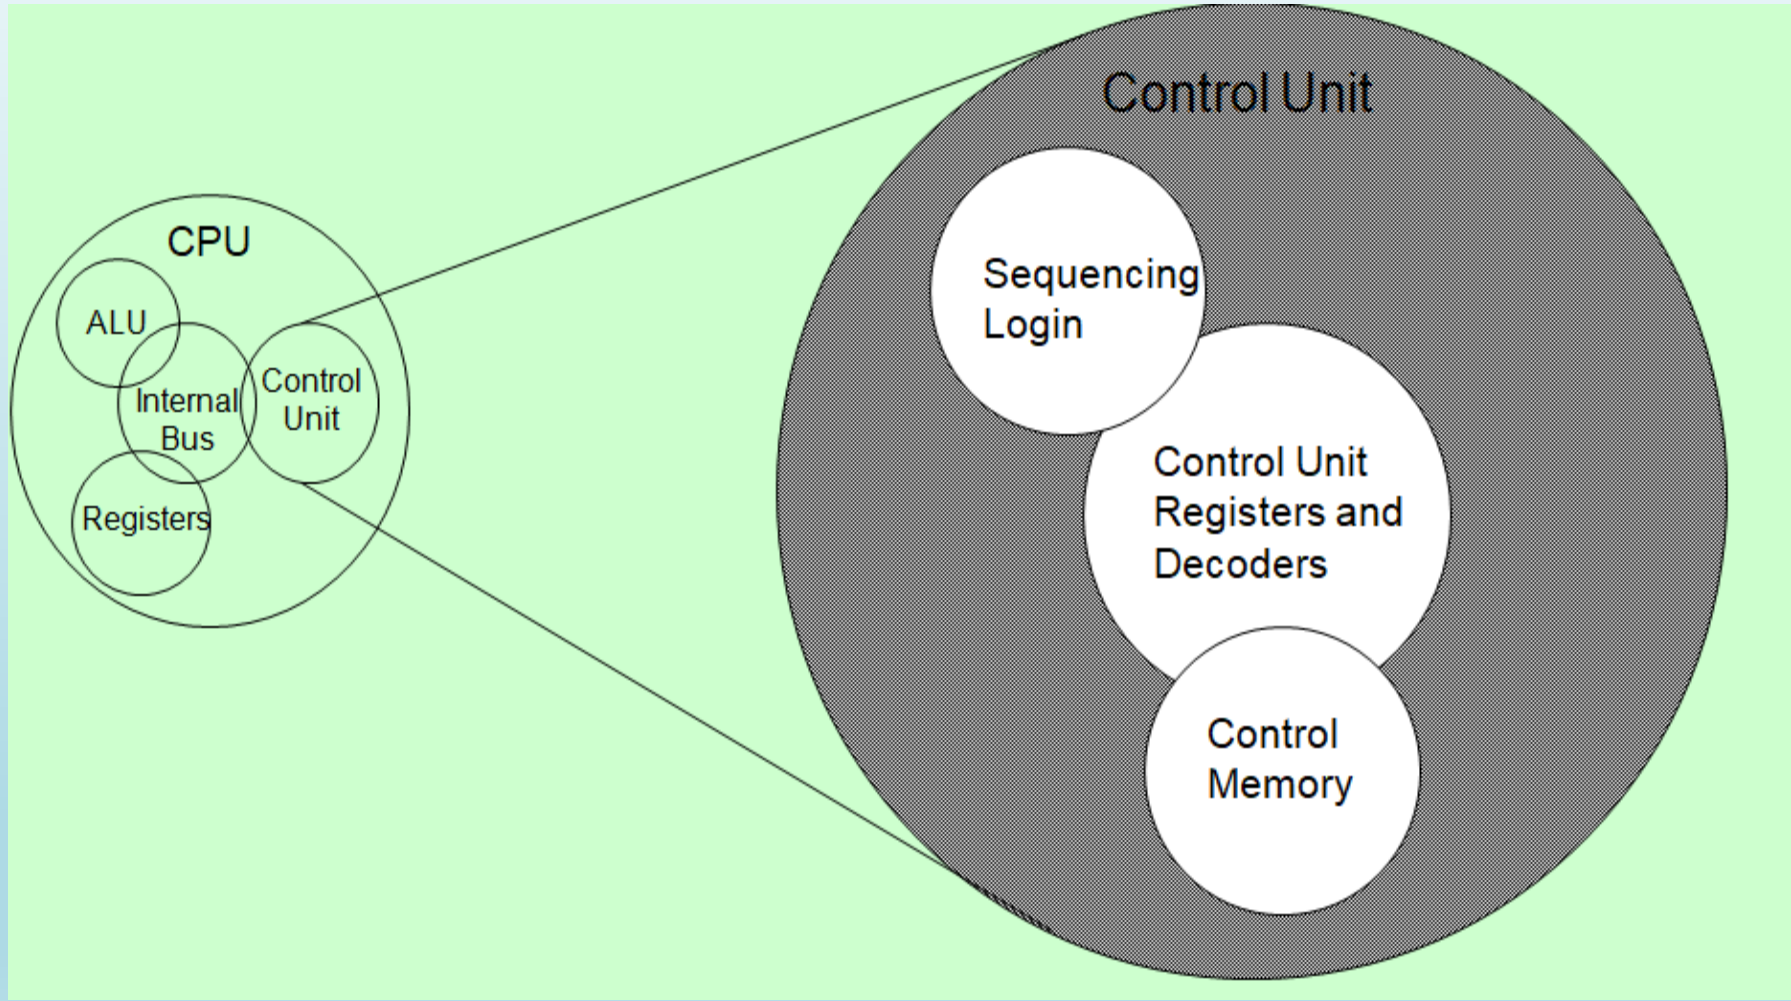 CPU
ALU
Internal
Bus
Control
Unit
Registers
Control Unit
Sequencing
Login
Control Unit
Registers and
Decoders
Control
Memory